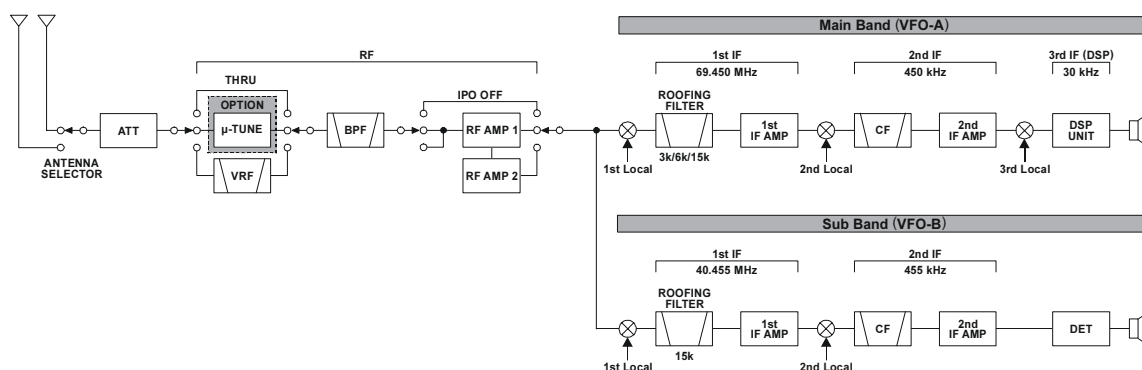 Main Band (VFO-A)
RF
1st IF
69.450 MHz
2nd IF
450 kHz
3rd IF (DSP)
30 kHz
THRU
OPTION
µ-TUNE
IPO OFF
ROOFING
FILTER
ATT
BPF
RF AMP 1
1st
IF AMP
CF
2nd
IF AMP
DSP
UNIT
3k/6k/15k
ANTENNA
SELECTOR
VRF
RF AMP 2
1st Local
2nd Local
3rd Local
Sub Band (VFO-B)
1st IF
40.455 MHz
2nd IF
455 kHz
ROOFING
FILTER
1st
IF AMP
CF
2nd
IF AMP
DET
15k
1st Local
2nd Local